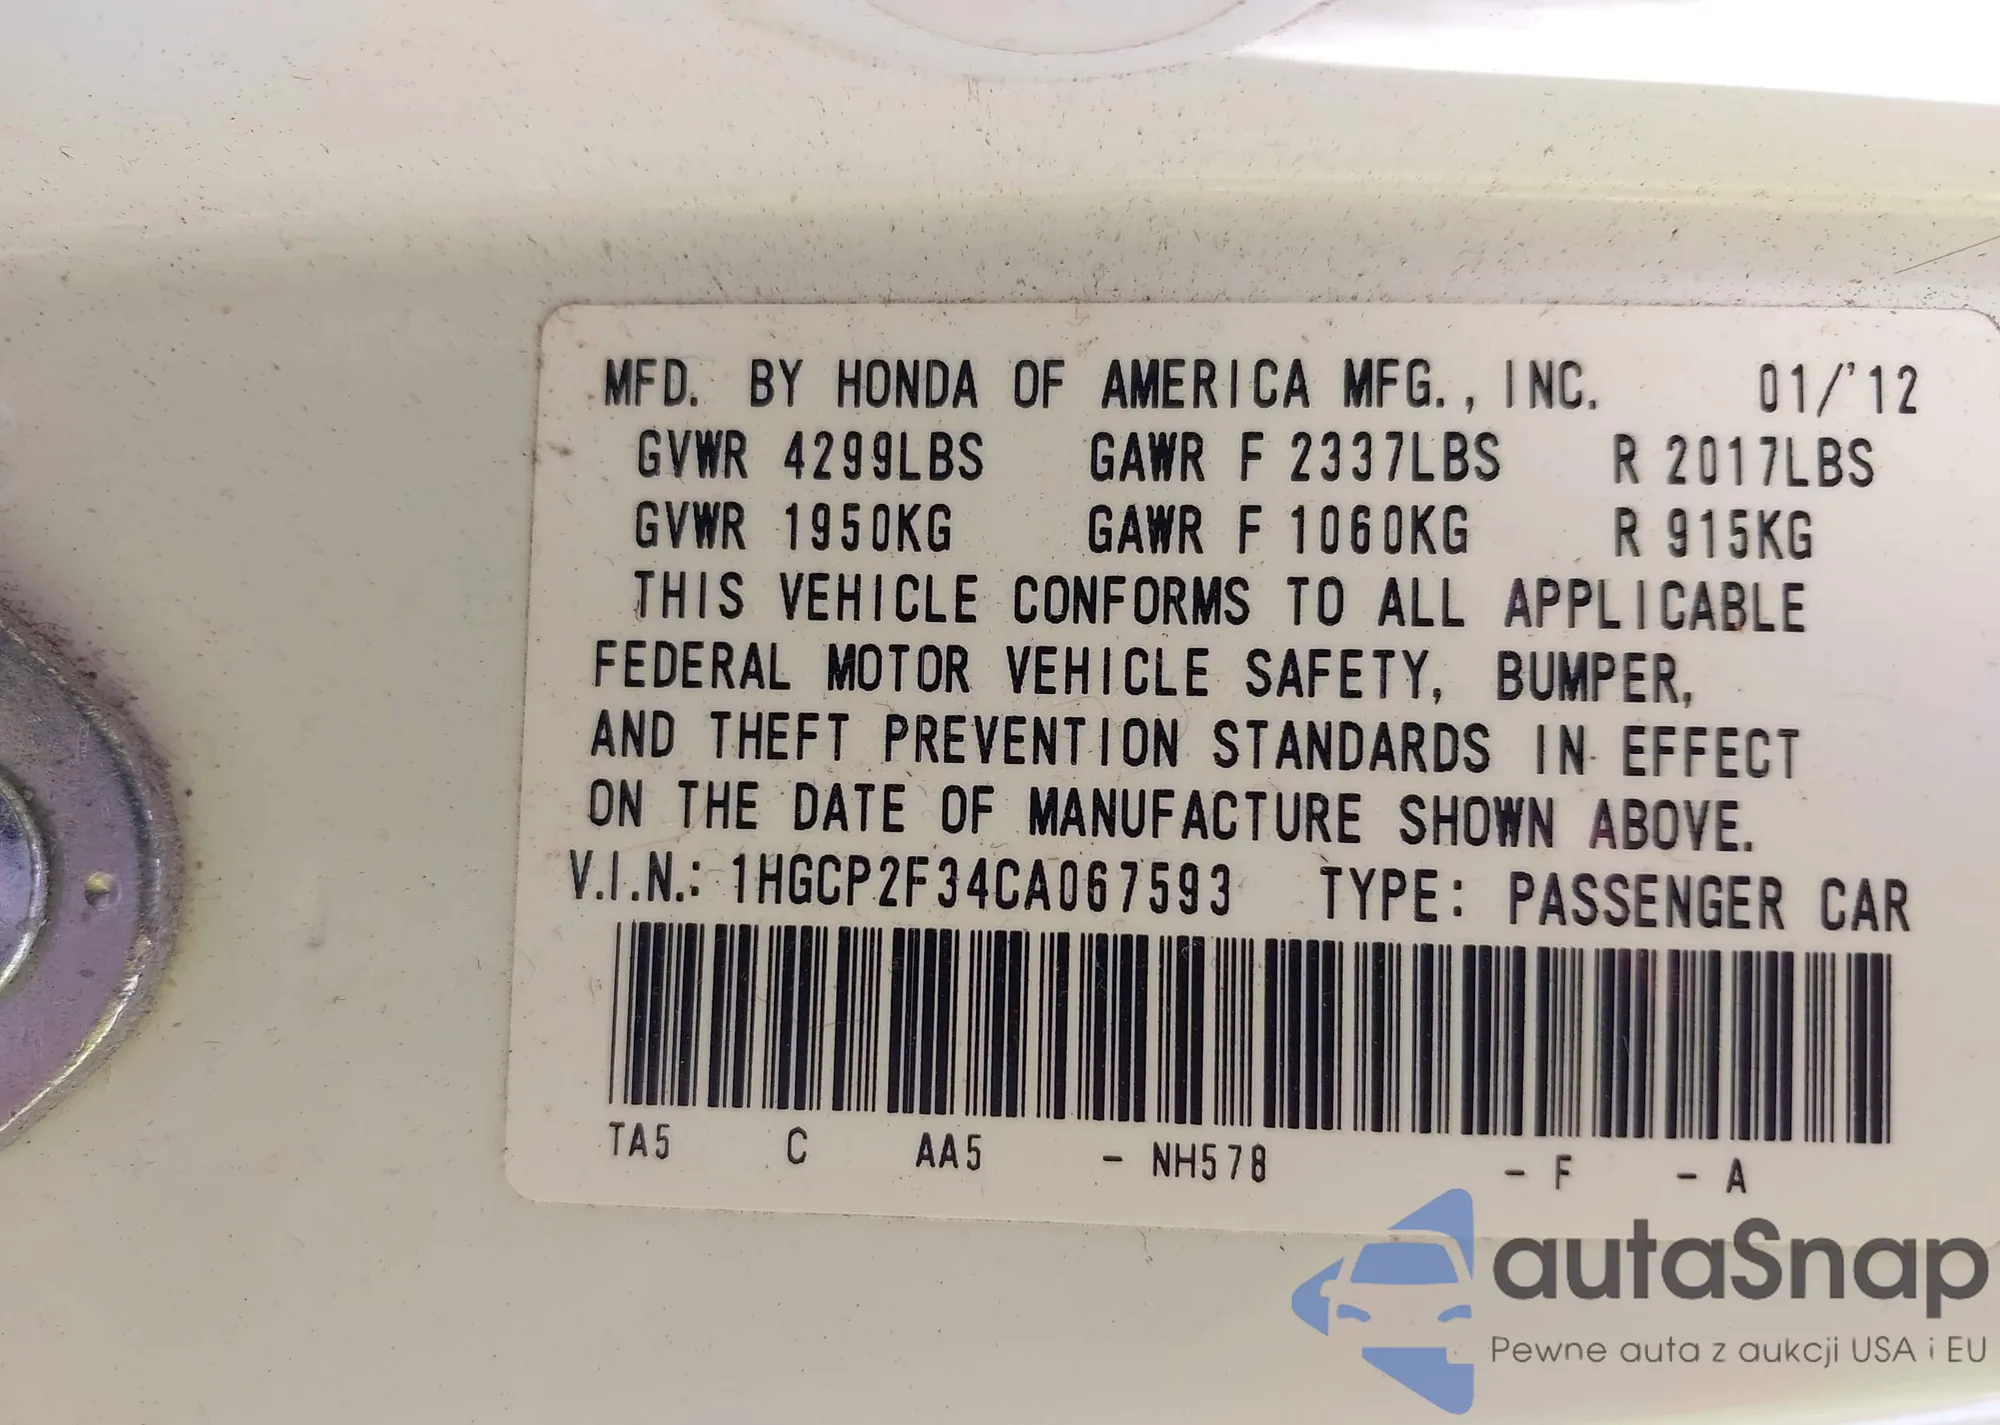 MFD. BY HONDA OF AMERICA MFG., INC. 01/'12
GVWR 4299LBS GAWR F 2337LBS R 2017LBS
GVWR 1950KG GAWR F 1060KG R 915KG
THIS VEHICLE CONFORMS TO ALL APPLICABLE
FEDERAL MOTOR VEHICLE SAFETY, BUMPER,
AND THEFT PREVENTION STANDARDS IN EFFECT
ON THE DATE OF MANUFACTURE SHOWN ABOVE.
V.I.N.: 1HGCP2F34CA067593 TYPE: PASSENGER CAR
TA5 C AA5 - NH578 - F - A
autaSnap
Pewne auta z aukcji USA i EU